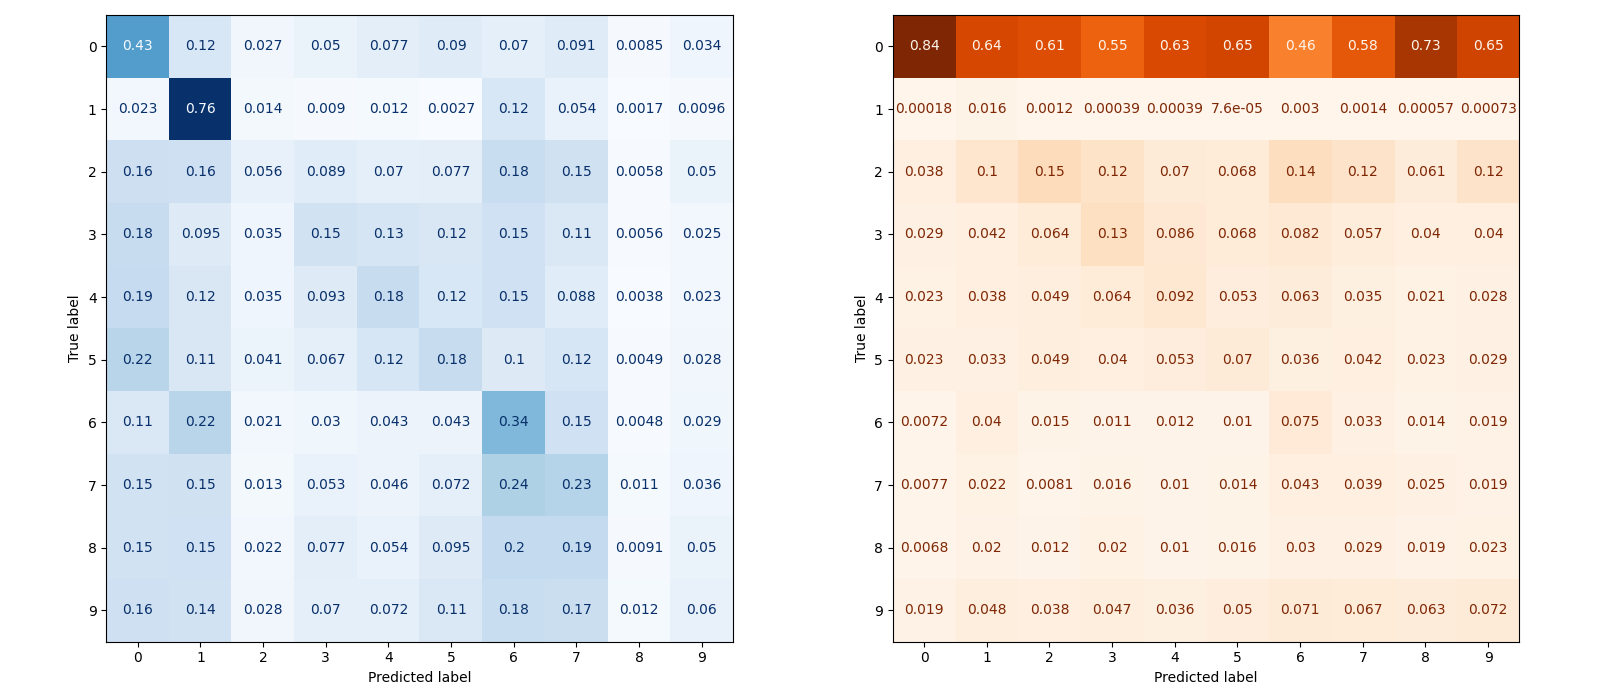 0 0.43 0.12 0.027 0.05 0.077 0.09 0.07 0.091 0.0085 0.034
1 0.023 0.76 0.014 0.009 0.012 0.0027 0.12 0.054 0.0017 0.0096
2 0.16 0.16 0.056 0.089 0.07 0.077 0.18 0.15 0.0058 0.05
3 0.18 0.095 0.035 0.15 0.13 0.12 0.15 0.11 0.0056 0.025
4 0.19 0.12 0.035 0.093 0.18 0.12 0.15 0.088 0.0038 0.023
5 0.22 0.11 0.041 0.067 0.12 0.18 0.1 0.12 0.0049 0.028
6 0.11 0.22 0.021 0.03 0.043 0.043 0.34 0.15 0.0048 0.029
7 0.15 0.15 0.013 0.053 0.046 0.072 0.24 0.23 0.011 0.036
8 0.15 0.15 0.022 0.077 0.054 0.095 0.2 0.19 0.0091 0.05
9 0.16 0.14 0.028 0.07 0.072 0.11 0.18 0.17 0.012 0.06
0 1 2 3 4 5 6 7 8 9
Predicted label
True label
0 0.84 0.64 0.61 0.55 0.63 0.65 0.46 0.58 0.73 0.65
1 0.00018 0.016 0.0012 0.00039 0.00039 7.6e-05 0.003 0.0014 0.00057 0.00073
2 0.038 0.1 0.15 0.12 0.07 0.068 0.14 0.12 0.061 0.12
3 0.029 0.042 0.064 0.13 0.086 0.068 0.082 0.057 0.04 0.04
4 0.023 0.038 0.049 0.064 0.092 0.053 0.063 0.035 0.021 0.028
5 0.023 0.033 0.049 0.04 0.053 0.07 0.036 0.042 0.023 0.029
6 0.0072 0.04 0.015 0.011 0.012 0.01 0.075 0.033 0.014 0.019
7 0.0077 0.022 0.0081 0.016 0.01 0.014 0.043 0.039 0.025 0.019
8 0.0068 0.02 0.012 0.02 0.01 0.016 0.03 0.029 0.019 0.023
9 0.019 0.048 0.038 0.047 0.036 0.05 0.071 0.067 0.063 0.072
0 1 2 3 4 5 6 7 8 9
Predicted label
True label